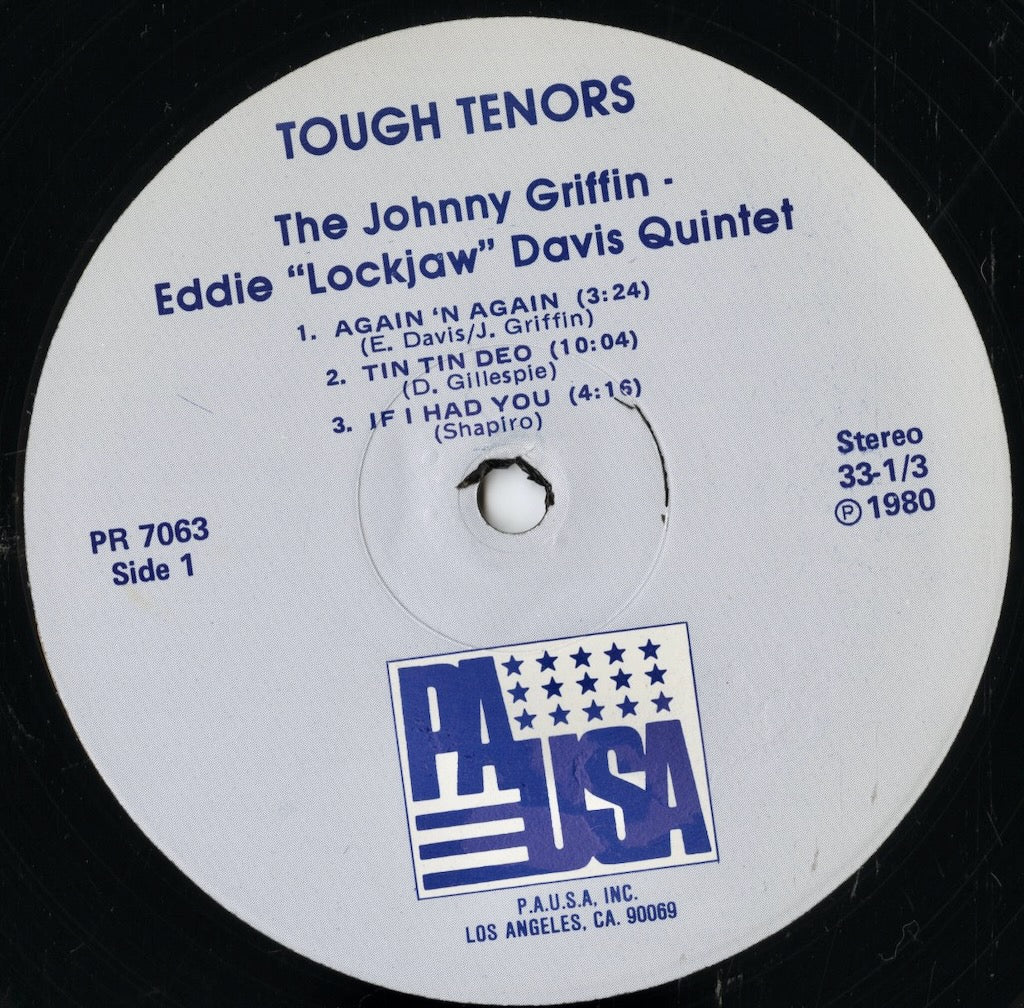 TOUGH TENORS
The Johnny Griffin -
Eddie "Lockjaw" Davis Quintet
1. AGAIN 'N AGAIN (3:24)
(E. Davis/J. Griffin)
2. TIN TIN DEO (10:04)
(D. Gillespie)
3. IF I HAD YOU (4:16)
(Shapiro)
Stereo
33-1/3
℗ 1980
PR 7063
Side 1
PA
USA
P.A.U.S.A, INC.
LOS ANGELES, CA. 90069